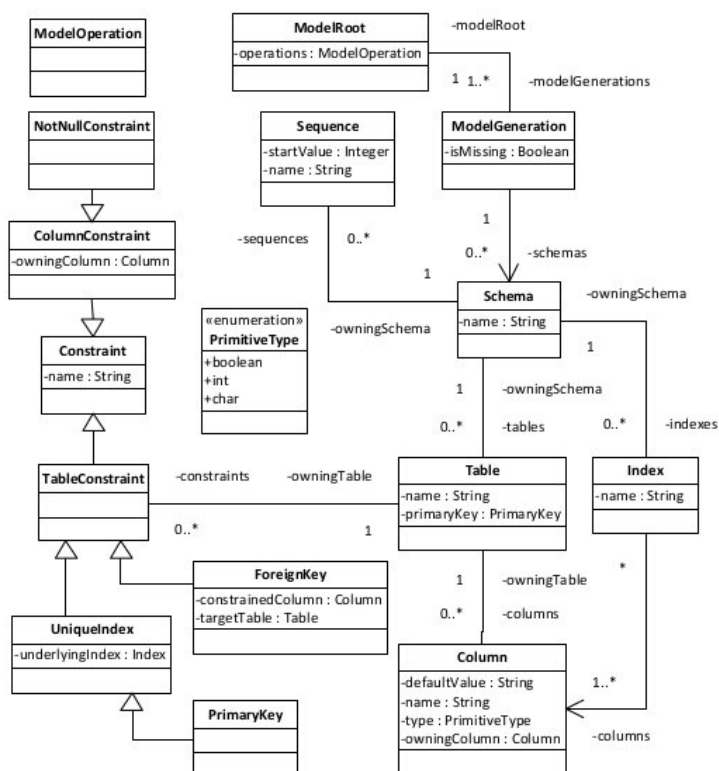 ModelOperation
ModelRoot
-operations : ModelOperation
-modelRoot
1
1..*
-modelGenerations
NotNullConstraint
Sequence
-startValue : Integer
-name : String
ModelGeneration
-isMissing : Boolean
ColumnConstraint
-owningColumn : Column
-sequences
0..*
1
1
0..*
-schemas
Schema
-name : String
-owningSchema
-owningSchema
1
«enumeration»
PrimitiveType
+boolean
+int
+char
Constraint
-name : String
1
-owningSchema
0..*
-tables
0..*
-indexes
TableConstraint
-constraints
-owningTable
0..*
1
Table
-name : String
-primaryKey : PrimaryKey
Index
-name : String
ForeignKey
-constrainedColumn : Column
-targetTable : Table
1
-owningTable
0..*
-columns
*
UniqueIndex
-underlyingIndex : Index
Column
-defaultValue : String
-name : String
-type : PrimitiveType
-owningColumn : Column
1..*
-columns
PrimaryKey